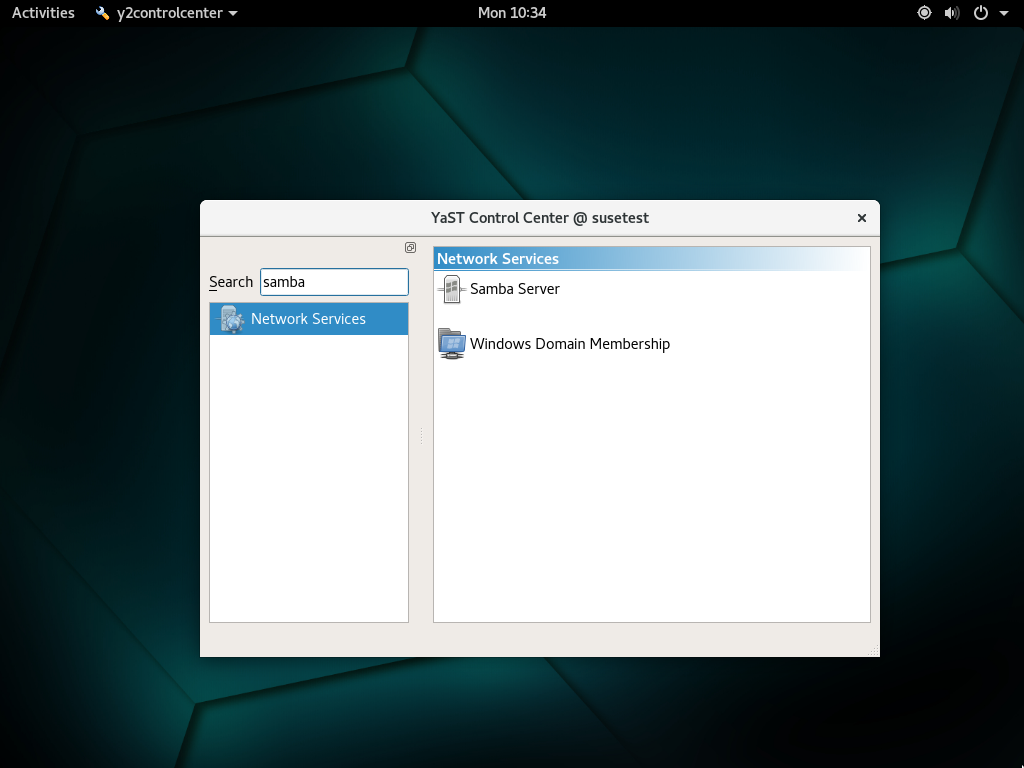 Activities y2controlcenter Mon 10:34
YaST Control Center @ susetest
Search samba
Network Services
Network Services
Samba Server
Windows Domain Membership